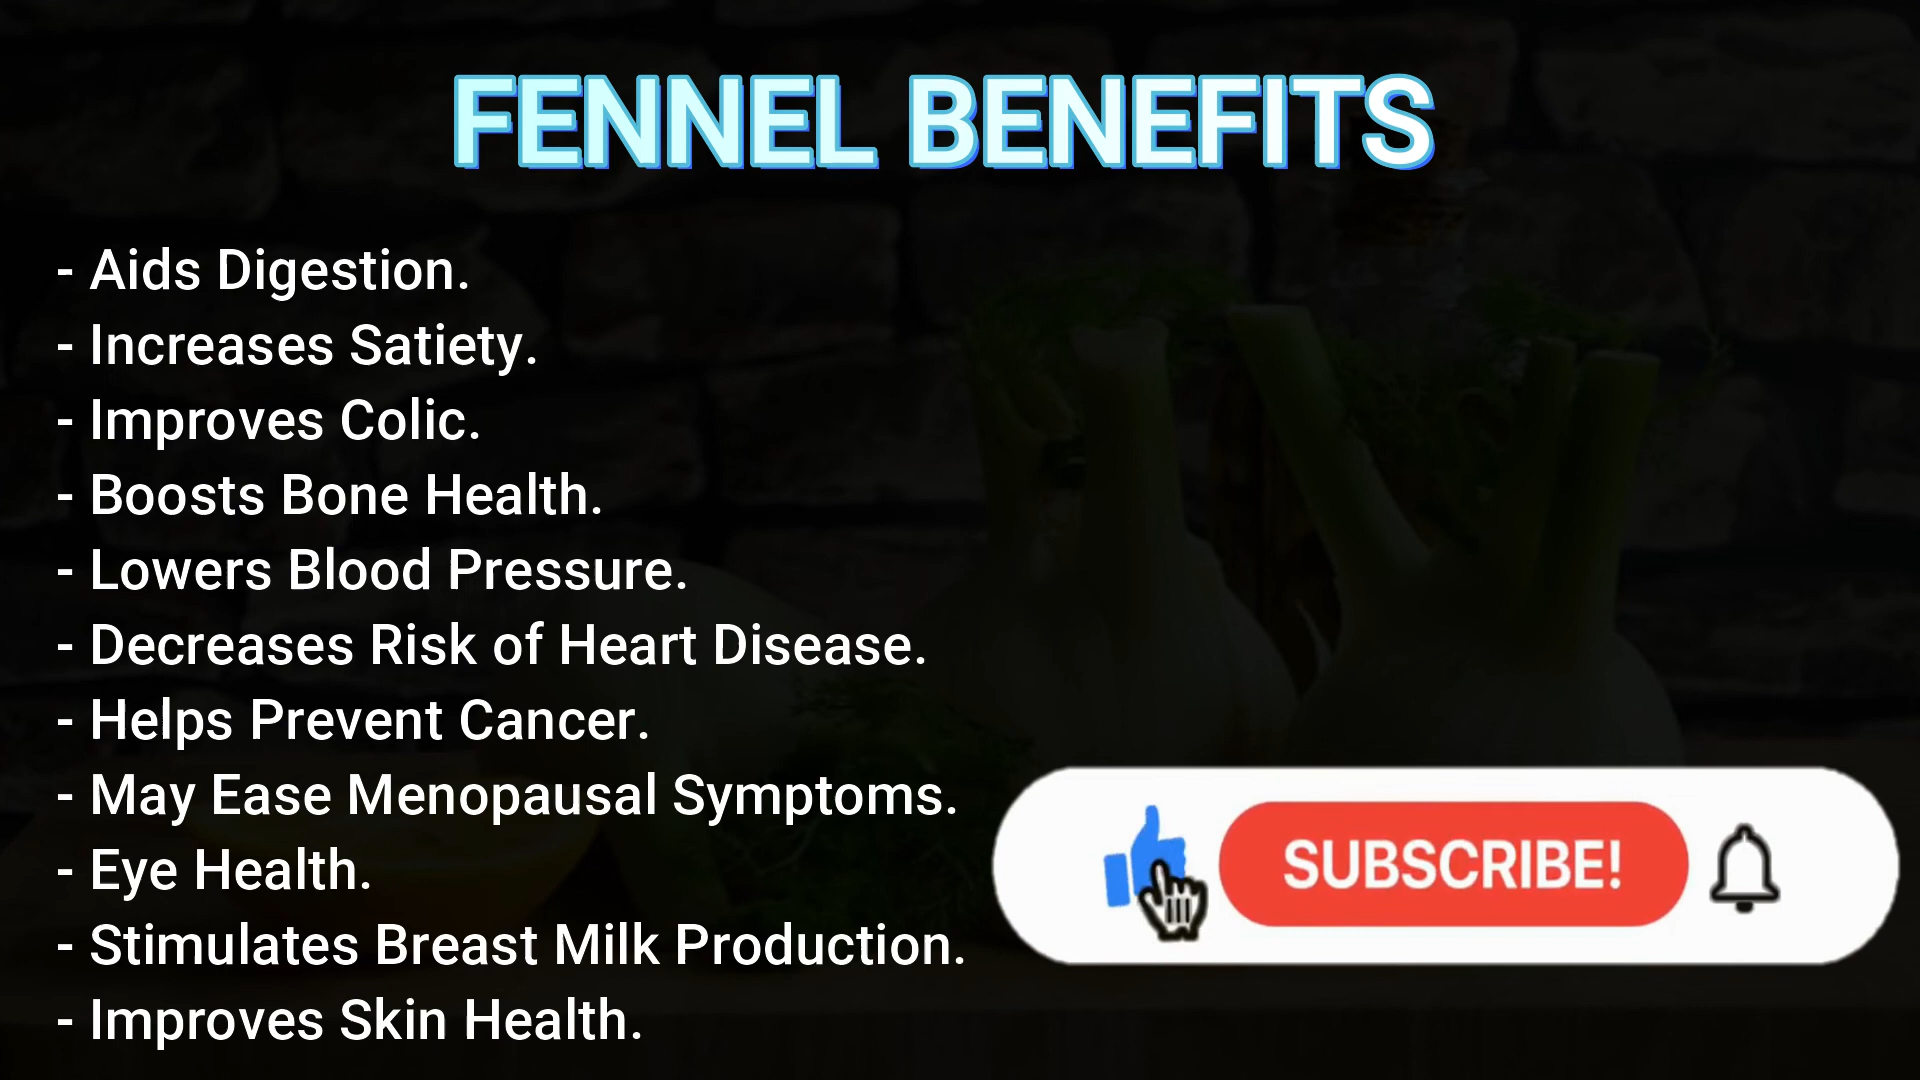 FENNEL BENEFITS
- Aids Digestion.
- Increases Satiety.
- Improves Colic.
- Boosts Bone Health.
- Lowers Blood Pressure.
- Decreases Risk of Heart Disease.
- Helps Prevent Cancer.
- May Ease Menopausal Symptoms.
- Eye Health.
- Stimulates Breast Milk Production.
- Improves Skin Health.
SUBSCRIBE!